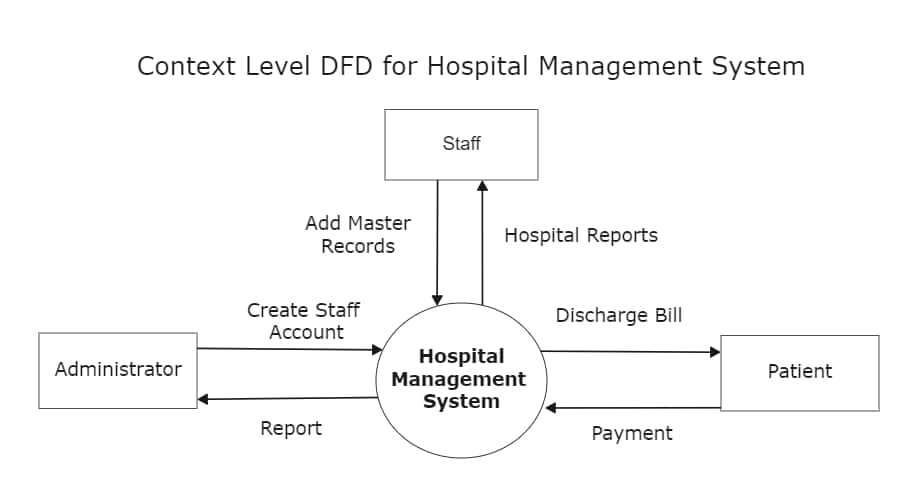 Context Level DFD for Hospital Management System
Staff
Add Master
Records
Hospital Reports
Create Staff
Account
Discharge Bill
Administrator
Hospital
Management
System
Patient
Report
Payment